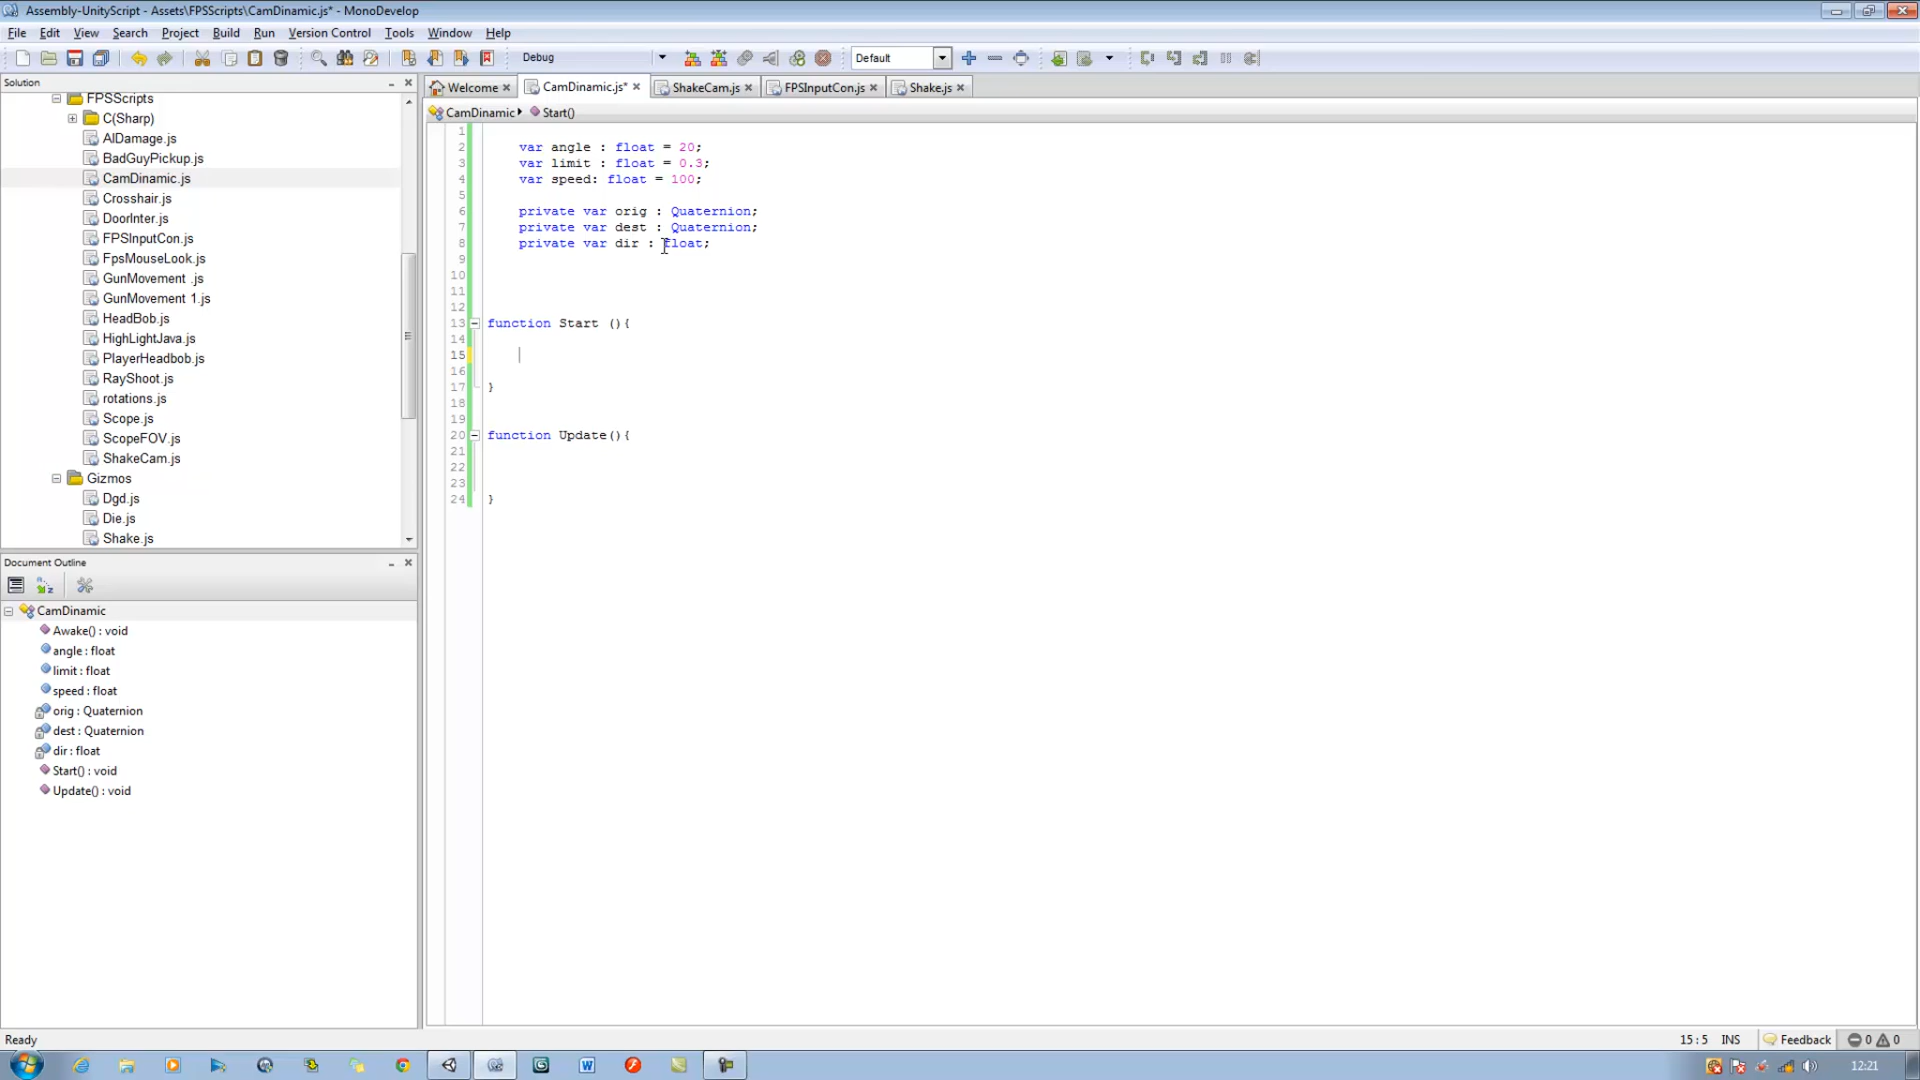 Assembly-UnityScript - Assets\FPSScripts\CamDinamic.js* - MonoDevelop
File Edit View Search Project Build Run Version Control Tools Window Help
Debug Default
Solution
FPSScripts
C(Sharp)
AIDamage.js
BadGuyPickup.js
CamDinamic.js
Crosshair.js
DoorInter.js
FPSInputCon.js
FpsMouseLook.js
GunMovement .js
GunMovement 1.js
HeadBob.js
HighLightJava.js
PlayerHeadbob.js
RayShoot.js
rotations.js
Scope.js
ScopeFOV.js
ShakeCam.js
Gizmos
Dgd.js
Die.js
Shake.js
Document Outline
CamDinamic
Awake() : void
angle : float
limit : float
speed : float
orig : Quaternion
dest : Quaternion
dir : float
Start() : void
Update() : void
Welcome CamDinamic.js* ShakeCam.js FPSInputCon.js Shake.js
CamDinamic Start()
1
2 var angle : float = 20;
3 var limit : float = 0.3;
4 var speed: float = 100;
5
6 private var orig : Quaternion;
7 private var dest : Quaternion;
8 private var dir : float;
9
10
11
12
13 function Start (){
14
15
16
17 }
18
19
20 function Update(){
21
22
23
24 }
Ready 15 : 5 INS Feedback 0 0
12:21